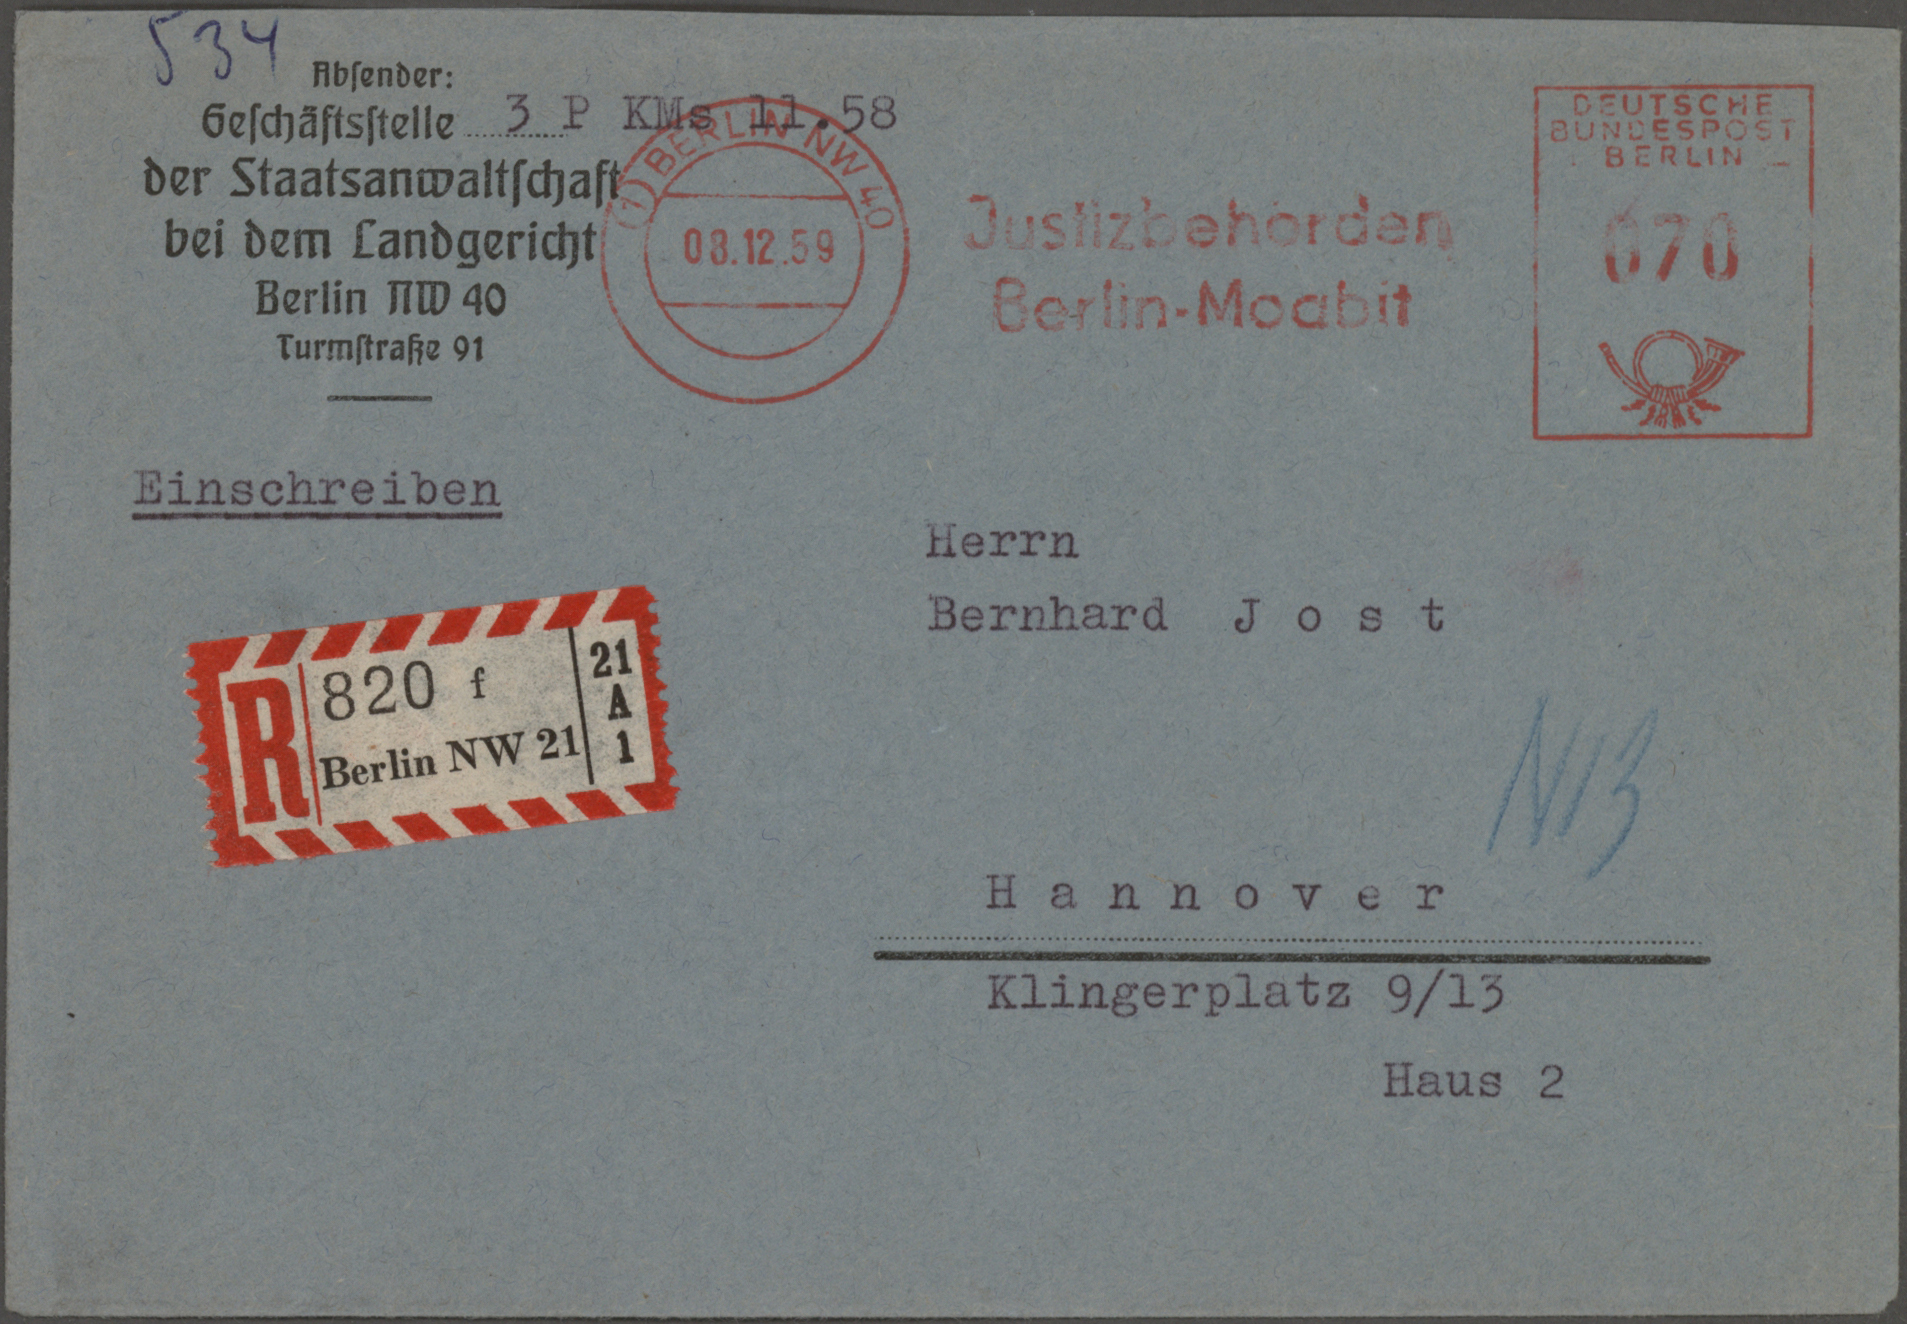 534
Absender:
Geschäftsstelle 3 P KMs 11.58
der Staatsanwaltschaft
bei dem Landgericht
Berlin NW 40
Turmstraße 91
(1) BERLIN NW 40
08.12.59
Justizbehörden
Berlin-Moabit
DEUTSCHE
BUNDESPOST
BERLIN
070
Einschreiben
Herrn
Bernhard J o s t
R
820 f
Berlin NW 21
21
A
1
N13
H a n n o v e r
Klingerplatz 9/13
Haus 2